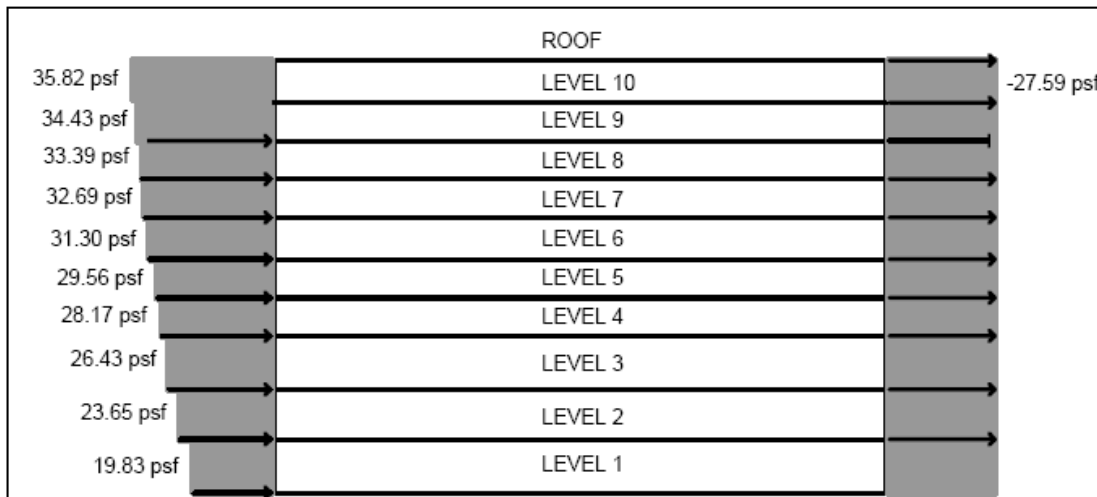 ROOF
35.82 psf LEVEL 10 -27.59 psf
34.43 psf LEVEL 9
33.39 psf LEVEL 8
32.69 psf LEVEL 7
31.30 psf LEVEL 6
29.56 psf LEVEL 5
28.17 psf LEVEL 4
26.43 psf LEVEL 3
23.65 psf LEVEL 2
19.83 psf LEVEL 1